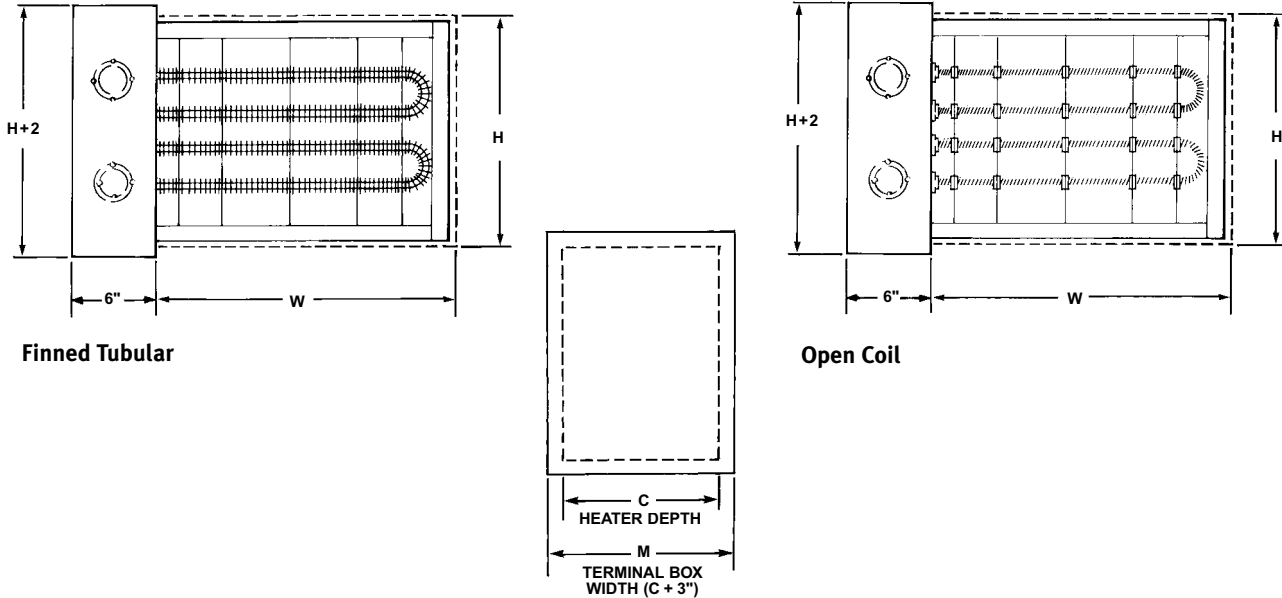 H+2
H
6"
W
Finned Tubular
H+2
H
6"
W
Open Coil
C
HEATER DEPTH
M
TERMINAL BOX
WIDTH (C + 3")